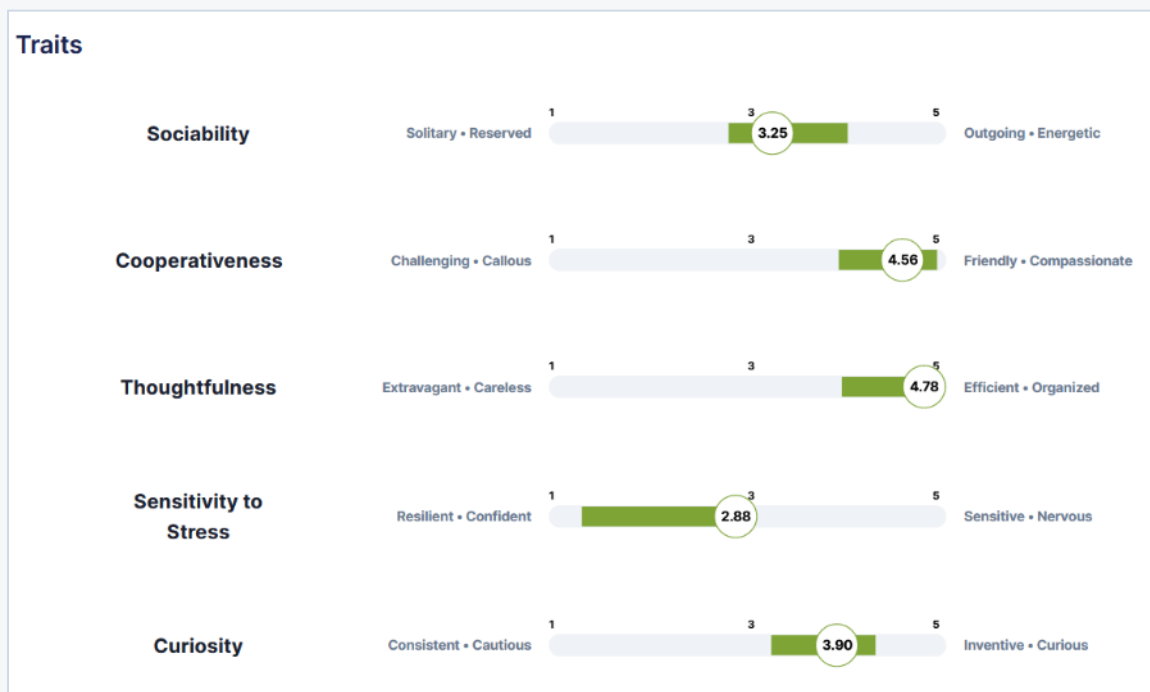 Traits
1 3 5
Sociability Solitary • Reserved 3.25 Outgoing • Energetic
1 3 5
Cooperativeness Challenging • Callous 4.56 Friendly • Compassionate
1 3 5
Thoughtfulness Extravagant • Careless 4.78 Efficient • Organized
1 3 5
Sensitivity to
Stress Resilient • Confident 2.88 Sensitive • Nervous
1 3 5
Curiosity Consistent • Cautious 3.90 Inventive • Curious